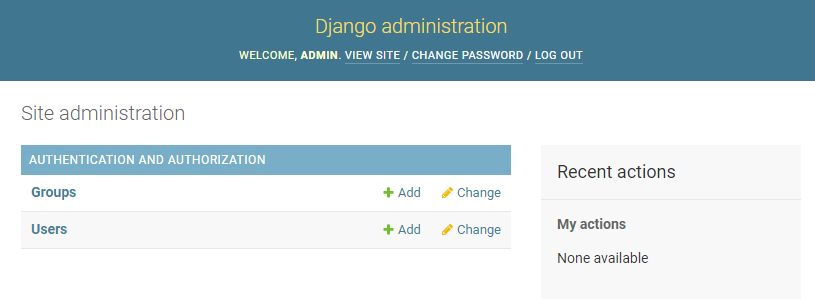 Django administration
WELCOME, ADMIN. VIEW SITE / CHANGE PASSWORD / LOG OUT
Site administration
AUTHENTICATION AND AUTHORIZATION
Groups Add Change
Users Add Change
Recent actions
My actions
None available